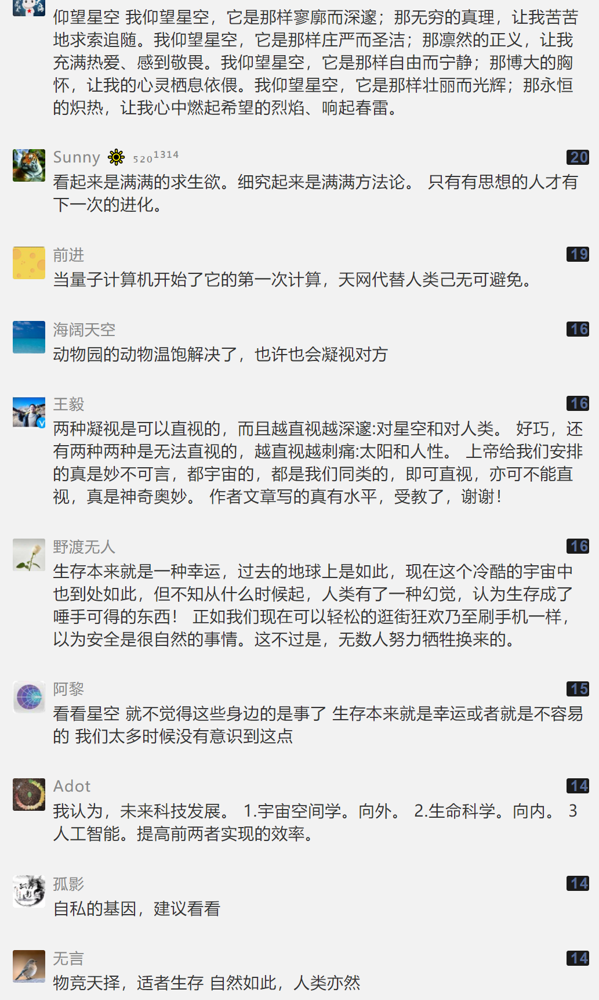 仰望星空 我仰望星空，它是那样寥廓而深邃；那无穷的真理，让我苦苦
地求索追随。我仰望星空，它是那样庄严而圣洁；那凛然的正义，让我
充满热爱、感到敬畏。我仰望星空，它是那样自由而宁静；那博大的胸
怀，让我的心灵栖息依偎。我仰望星空，它是那样壮丽而光辉；那永恒
的炽热，让我心中燃起希望的烈焰、响起春雷。
Sunny ₅₂₀¹³¹⁴ 20
看起来是满满的求生欲。细究起来是满满方法论。 只有有思想的人才有
下一次的进化。
前进 19
当量子计算机开始了它的第一次计算，天网代替人类己无可避免。
海阔天空 16
动物园的动物温饱解决了，也许也会凝视对方
王毅 16
两种凝视是可以直视的，而且越直视越深邃:对星空和对人类。 好巧，还
有两种两种是无法直视的，越直视越刺痛:太阳和人性。 上帝给我们安排
的真是妙不可言，都宇宙的，都是我们同类的，即可直视，亦可不能直
视，真是神奇奥妙。 作者文章写的真有水平，受教了，谢谢！
野渡无人 16
生存本来就是一种幸运，过去的地球上是如此，现在这个冷酷的宇宙中
也到处如此，但不知从什么时候起，人类有了一种幻觉，认为生存成了
唾手可得的东西！ 正如我们现在可以轻松的逛街狂欢乃至刷手机一样，
以为安全是很自然的事情。这不过是，无数人努力牺牲换来的。
阿黎 15
看看星空 就不觉得这些身边的是事了 生存本来就是幸运或者就是不容易
的 我们太多时候没有意识到这点
Adot 14
我认为，未来科技发展。 1.宇宙空间学。向外。 2.生命科学。向内。 3
人工智能。提高前两者实现的效率。
孤影 14
自私的基因，建议看看
无言 14
物竞天择，适者生存 自然如此，人类亦然